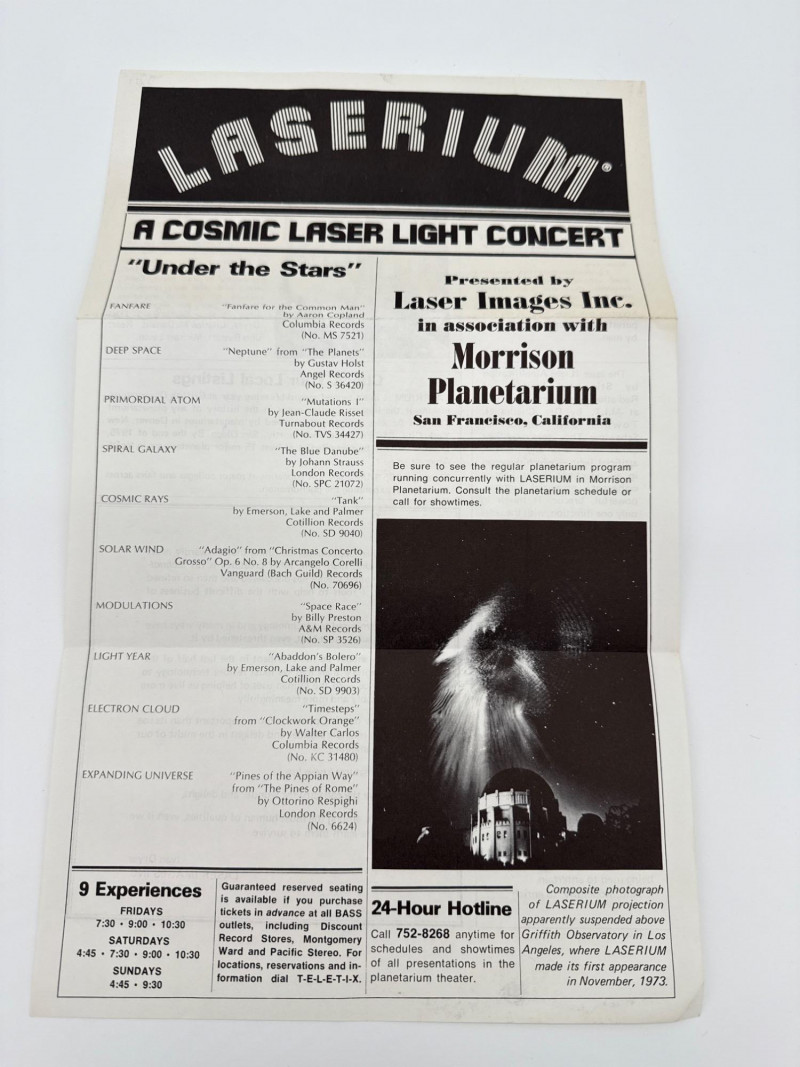 LASERIUM®
A COSMIC LASER LIGHT CONCERT
"Under the Stars"
FANFARE "Fanfare for the Common Man"
by Aaron Copland
Columbia Records
(No. MS 7521)
DEEP SPACE "Neptune" from "The Planets"
by Gustav Holst
Angel Records
(No. S 36420)
PRIMORDIAL ATOM "Mutations I"
by Jean-Claude Risset
Turnabout Records
(No. TVS 34427)
SPIRAL GALAXY "The Blue Danube"
by Johann Strauss
London Records
(No. SPC 21072)
COSMIC RAYS "Tank"
by Emerson, Lake and Palmer
Cotillion Records
(No. SD 9040)
SOLAR WIND "Adagio" from "Christmas Concerto
Grosso" Op. 6 No. 8 by Arcangelo Corelli
Vanguard (Bach Guild) Records
(No. 70696)
MODULATIONS "Space Race"
by Billy Preston
A&M Records
(No. SP 3526)
LIGHT YEAR "Abaddon's Bolero"
by Emerson, Lake and Palmer
Cotillion Records
(No. SD 9903)
ELECTRON CLOUD "Timesteps"
from "Clockwork Orange"
by Walter Carlos
Columbia Records
(No. KC 31480)
EXPANDING UNIVERSE "Pines of the Appian Way"
from "The Pines of Rome"
by Ottorino Respighi
London Records
(No. 6624)
Presented by
Laser Images Inc.
in association with
Morrison
Planetarium
San Francisco, California
Be sure to see the regular planetarium program
running concurrently with LASERIUM in Morrison
Planetarium. Consult the planetarium schedule or
call for showtimes.
9 Experiences
FRIDAYS
7:30 • 9:00 • 10:30
SATURDAYS
4:45 • 7:30 • 9:00 • 10:30
SUNDAYS
4:45 • 9:30
Guaranteed reserved seating
is available if you purchase
tickets in advance at all BASS
outlets, including Discount
Record Stores, Montgomery
Ward and Pacific Stereo. For
locations, reservations and in-
formation dial T-E-L-E-T-I-X.
24-Hour Hotline
Call 752-8268 anytime for
schedules and showtimes
of all presentations in the
planetarium theater.
Composite photograph
of LASERIUM projection
apparently suspended above
Griffith Observatory in Los
Angeles, where LASERIUM
made its first appearance
in November, 1973.